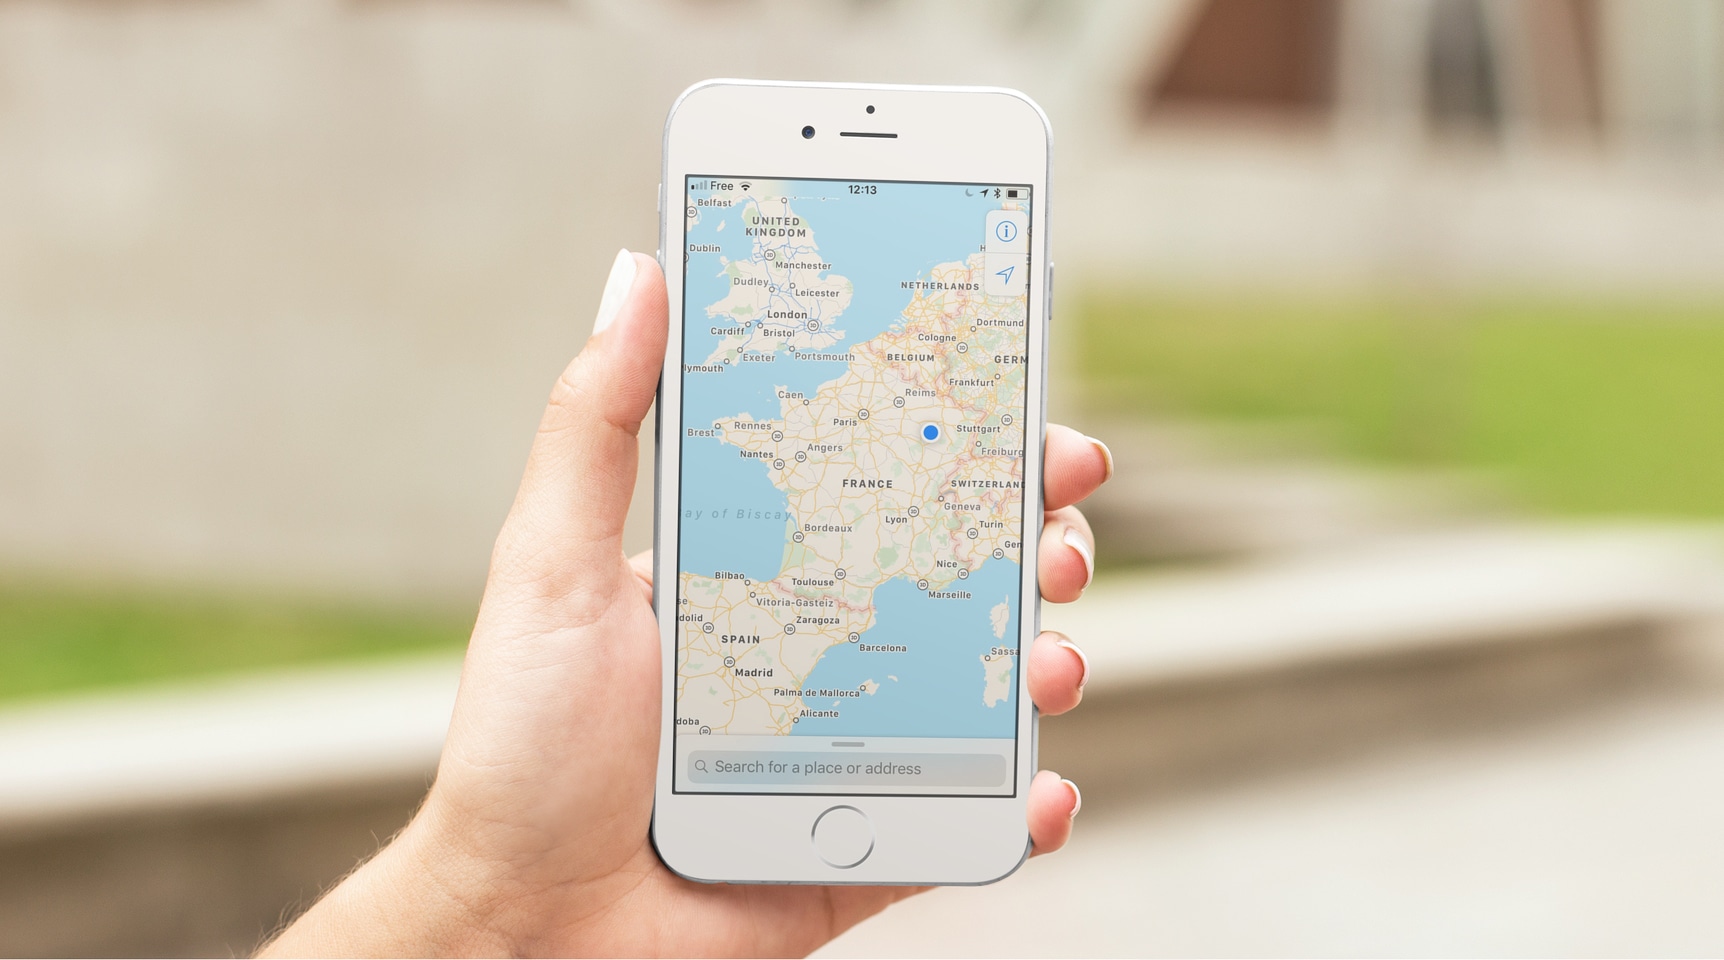 Free
12:13
Belfast
UNITED
KINGDOM
Dublin
Manchester
Dudley
Leicester
NETHERLANDS
London
Dortmund
Cardiff
Bristol
Cologne
Exeter
Portsmouth
BELGIUM
GERM
lymouth
Frankfurt
Caen
Reims
Paris
Rennes
Brest
Stuttgart
Angers
Freiburg
Nantes
FRANCE
SWITZERLAND
Geneva
ay of Biscay
Lyon
Turin
Bordeaux
Gen
Nice
Bilbao
Toulouse
Marseille
se
Vitoria-Gasteiz
dolid
Zaragoza
SPAIN
Barcelona
Sassa
Madrid
Palma de Mallorca
Alicante
doba
Search for a place or address